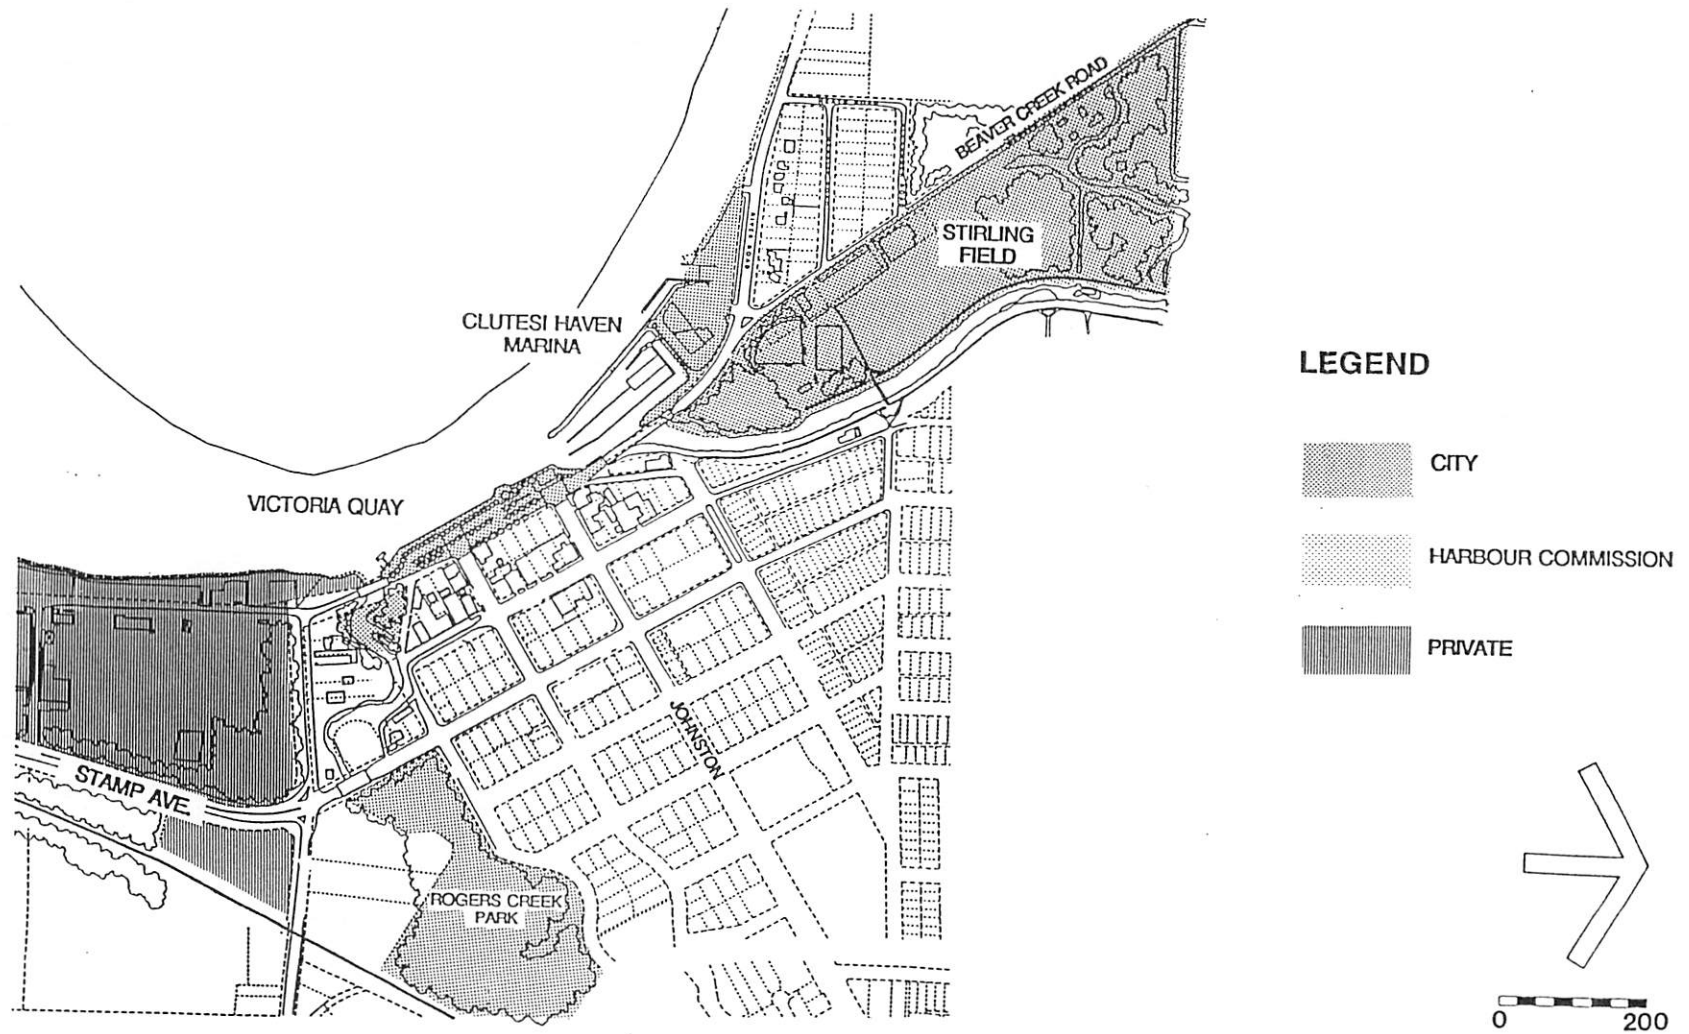 BEAVER CREEK ROAD
STIRLING
FIELD
CLUTESI HAVEN
MARINA
VICTORIA QUAY
JOHNSTON
STAMP AVE.
ROGERS CREEK
PARK
LEGEND
CITY
HARBOUR COMMISSION
PRIVATE
0 200